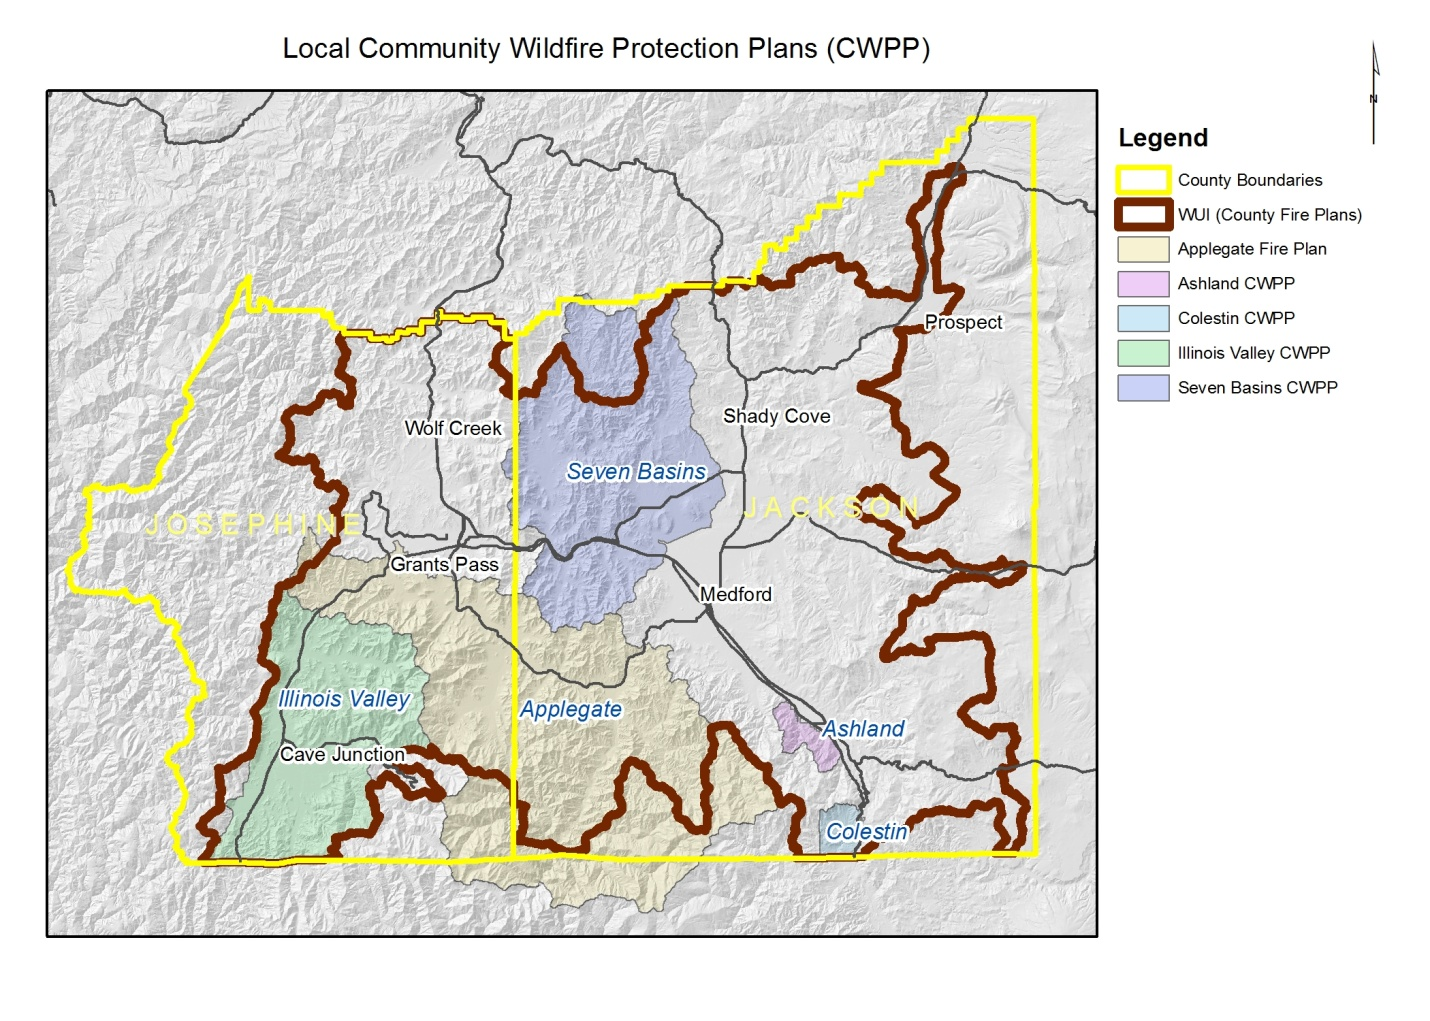 Local Community Wildfire Protection Plans (CWPP)
N
Legend
County Boundaries
WUI (County Fire Plans)
Applegate Fire Plan
Ashland CWPP
Colestin CWPP
Illinois Valley CWPP
Seven Basins CWPP
Prospect
Shady Cove
Wolf Creek
Seven Basins
JACKSON
JOSEPHINE
Grants Pass
Medford
Illinois Valley
Applegate
Ashland
Cave Junction
Colestin